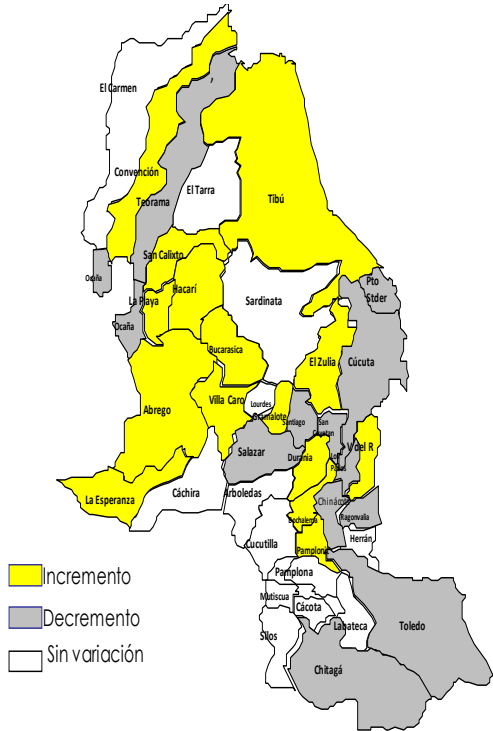 El Carmen
Convención
Teorama
El Tarra
Tibú
San Calixto
Ocaña
La Playa
Hacarí
Sardinata
Pto
Stder
Ocaña
Bucarasica
El Zulia
Cúcuta
Abrego
Villa Caro
Lourdes
Gramalote
Santiago
San
Cayetano
V del R
Salazar
Durania
Los
Patios
La Esperanza
Cáchira
Arboledas
Chinácota
Ragonvalia
Bochalema
Herrán
Cucutilla
Pamplona
Pamplona
Mutiscua
Cácota
Labateca
Toledo
Silos
Chitagá
Incremento
Decremento
Sin variación